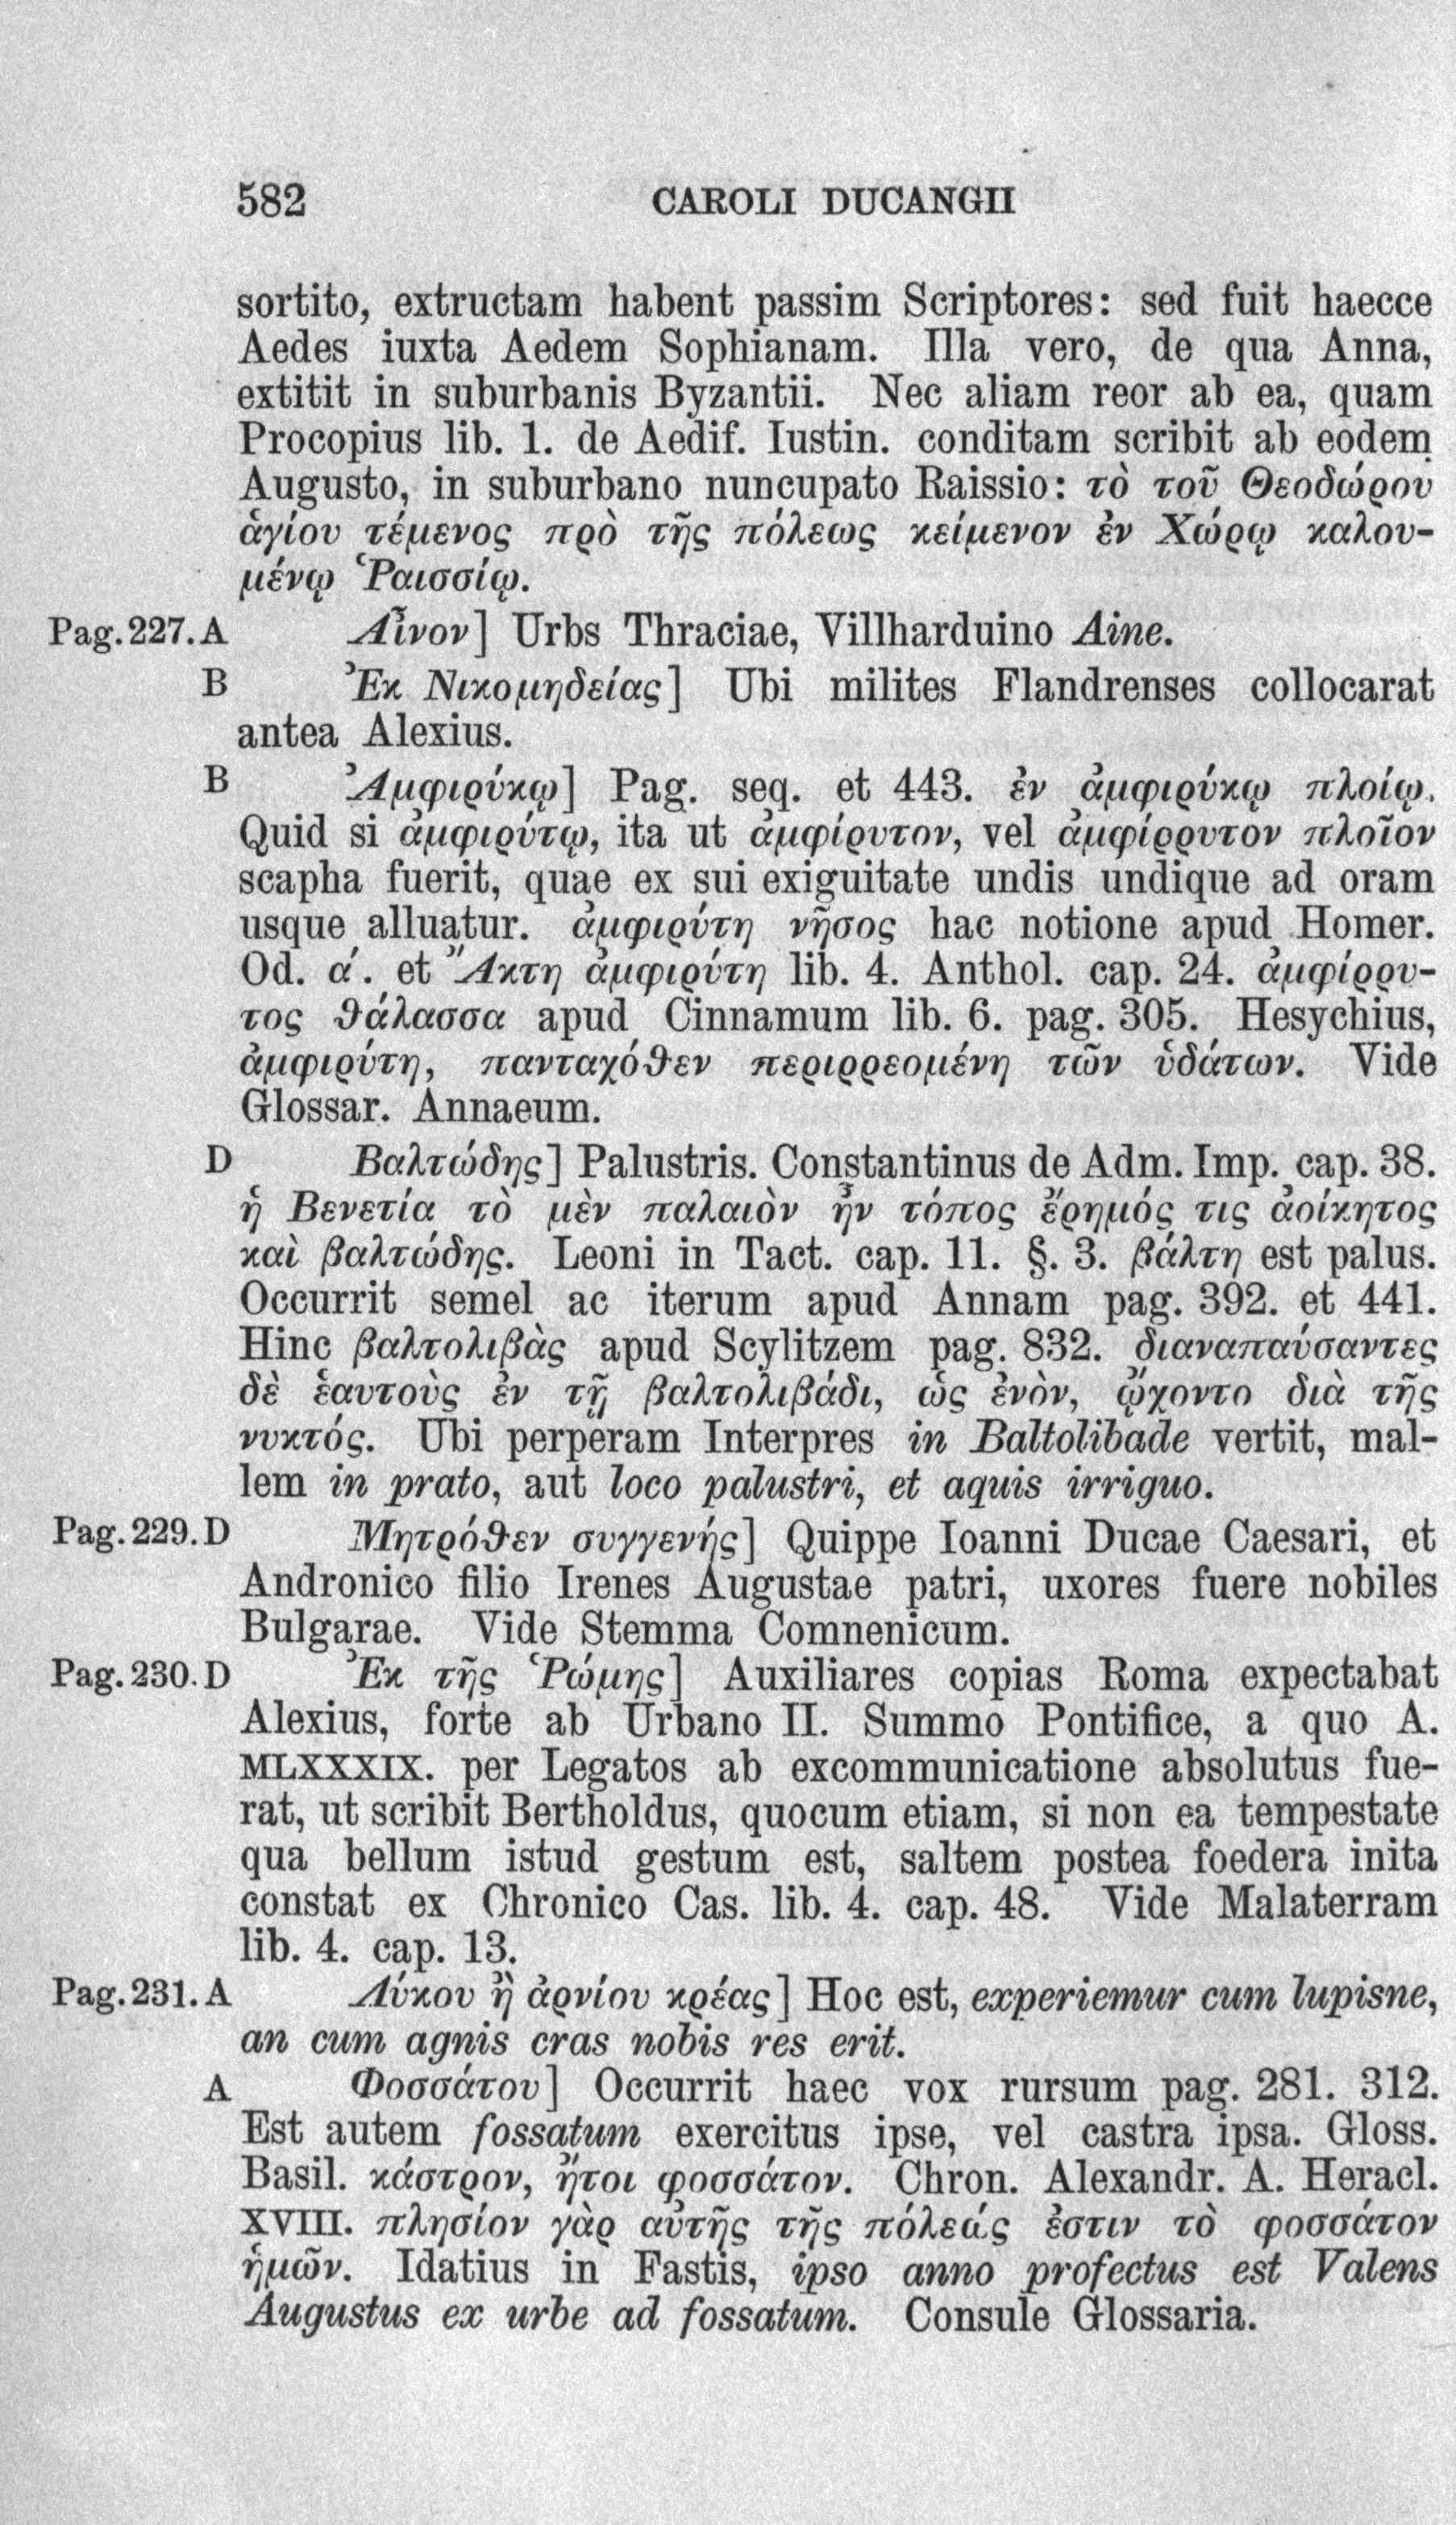 582 CAROLI DUCANGII
sortito, extructam habent passim Scriptores: sed fuit haecce
Aedes iuxta Aedem Sophianam. Illa vero, de qua Anna,
extitit in suburbanis Byzantii. Nec aliam reor ab ea, quam
Procopius lib. 1. de Aedif. Iustin. conditam scribit ab eodem
Augusto, in suburbano nuncupato Raissio: τὸ τοῦ Θεοδώρου
ἁγίου τέμενος πρὸ τῆς πόλεως κείμενον ἐν Χώρῳ καλου-
μένῳ Ῥαισσίῳ.
Pag. 227. A Αἶνον] Urbs Thraciae, Villharduino Aine.
B Ἐκ Νικομηδείας] Ubi milites Flandrenses collocarat
antea Alexius.
B Ἀμφιρύκῳ] Pag. seq. et 443. ἐν ἀμφιρύκῳ πλοίῳ.
Quid si ἀμφιρύτῳ, ita ut ἀμφίρυτον, vel ἀμφίρρυτον πλοῖον
scapha fuerit, quae ex sui exiguitate undis undique ad oram
usque alluatur. ἀμφιρύτη νῆσος hac notione apud Homer.
Od. ά. et Ἄκτη ἀμφιρύτη lib. 4. Anthol. cap. 24. ἀμφίρρυ-
τος θάλασσα apud Cinnamum lib. 6. pag. 305. Hesychius,
ἀμφιρύτη, πανταχόθεν περιρρεομένη τῶν ὑδάτων. Vide
Glossar. Annaeum.
D Βαλτώδης] Palustris. Constantinus de Adm. Imp. cap. 38.
ἡ Βενετία τὸ μὲν παλαιὸν ἦν τόπος ἔρημός τις ἀοίκητος
καὶ βαλτώδης. Leoni in Tact. cap. 11. §. 3. βάλτη est palus.
Occurrit semel ac iterum apud Annam pag. 392. et 441.
Hinc βαλτολιβὰς apud Scylitzem pag. 832. διαναπαύσαντες
δὲ ἑαυτοὺς ἐν τῇ βαλτολιβάδι, ὡς ἐνὸν, ᾤχοντο διὰ τῆς
νυκτός. Ubi perperam Interpres in Baltolibade vertit, mal-
lem in prato, aut loco palustri, et aquis irriguo.
Pag. 229. D Μητρόθεν συγγενής] Quippe Ioanni Ducae Caesari, et
Andronico filio Irenes Augustae patri, uxores fuere nobiles
Bulgarae. Vide Stemma Comnenicum.
Pag. 230. D Ἐκ τῆς Ῥώμης] Auxiliares copias Roma expectabat
Alexius, forte ab Urbano II. Summo Pontifice, a quo A.
MLXXXIX. per Legatos ab excommunicatione absolutus fue-
rat, ut scribit Bertholdus, quocum etiam, si non ea tempestate
qua bellum istud gestum est, saltem postea foedera inita
constat ex Chronico Cas. lib. 4. cap. 48. Vide Malaterram
lib. 4. cap. 13.
Pag. 231. A Λύκου ἢ ἀρνίου κρέας] Hoc est, experiemur cum lupisne,
an cum agnis cras nobis res erit.
A Φοσσάτου] Occurrit haec vox rursum pag. 281. 312.
Est autem fossatum exercitus ipse, vel castra ipsa. Gloss.
Basil. κάστρον, ἤτοι φοσσάτον. Chron. Alexandr. A. Heracl.
XVIII. πλησίον γὰρ αὐτῆς τῆς πόλεώς ἐστιν τὸ φοσσάτον
ἡμῶν. Idatius in Fastis, ipso anno profectus est Valens
Augustus ex urbe ad fossatum. Consule Glossaria.